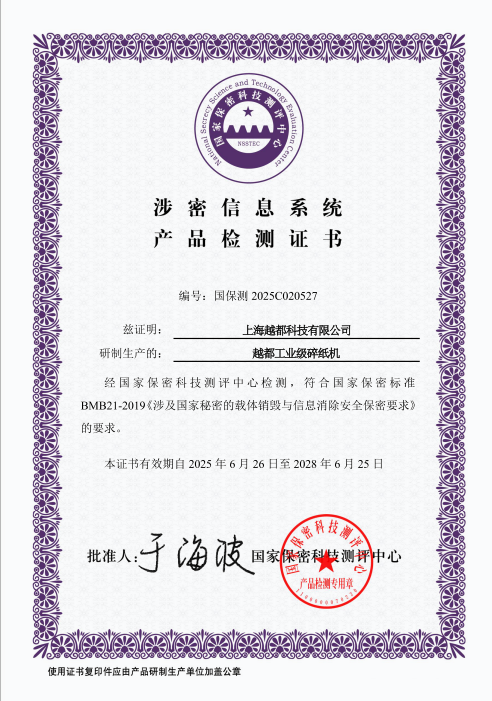 National Secrecy Science and Technology Evaluation Center
国家保密科技测评中心
NSSTEC
涉密信息系统
产品检测证书
编号：国保测 2025C020527
兹证明： 上海越都科技有限公司
研制生产的： 越都工业级碎纸机
经国家保密科技测评中心检测，符合国家保密标准
BMB21-2019《涉及国家秘密的载体销毁与信息消除安全保密要求》
的要求。
本证书有效期自 2025 年 6 月 26 日至 2028 年 6 月 25 日
批准人： 于海波 国家保密科技测评中心
国家保密科技测评中心
产品检测专用章
使用证书复印件应由产品研制生产单位加盖公章